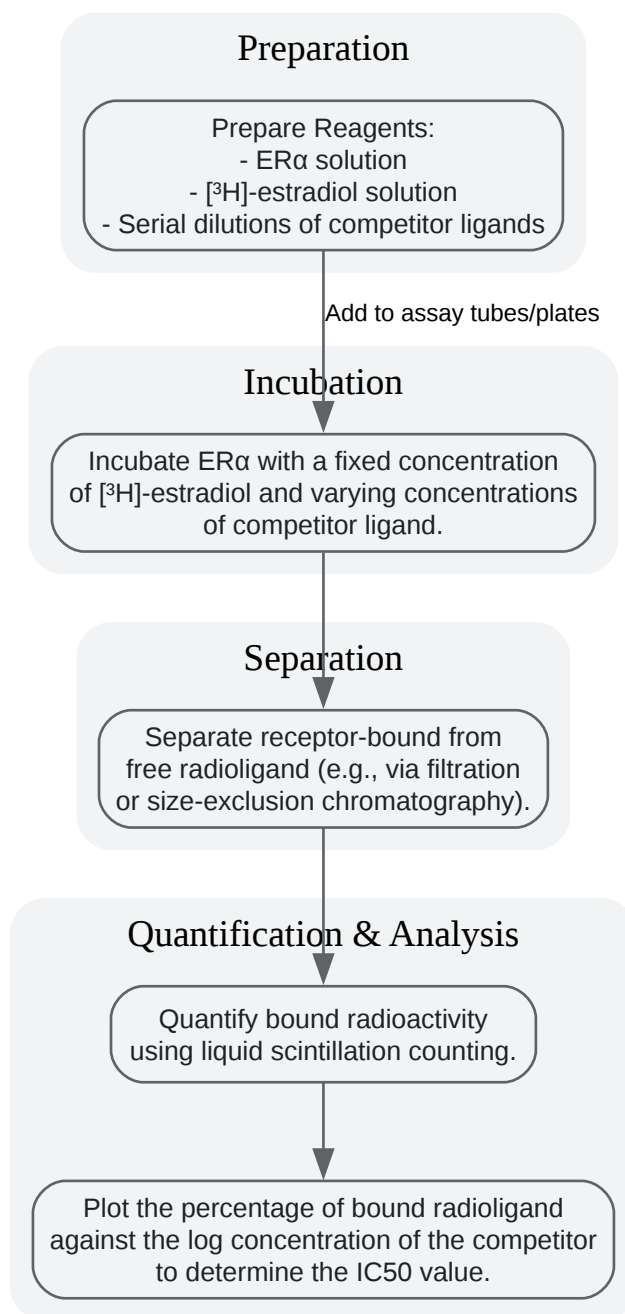 Preparation
Prepare Reagents:
- ERα solution
- [³H]-estradiol solution
- Serial dilutions of competitor ligands
Add to assay tubes/plates
Incubation
Incubate ERα with a fixed concentration
of [³H]-estradiol and varying concentrations
of competitor ligand.
Separation
Separate receptor-bound from
free radioligand (e.g., via filtration
or size-exclusion chromatography).
Quantification & Analysis
Quantify bound radioactivity
using liquid scintillation counting.
Plot the percentage of bound radioligand
against the log concentration of the competitor
to determine the IC50 value.